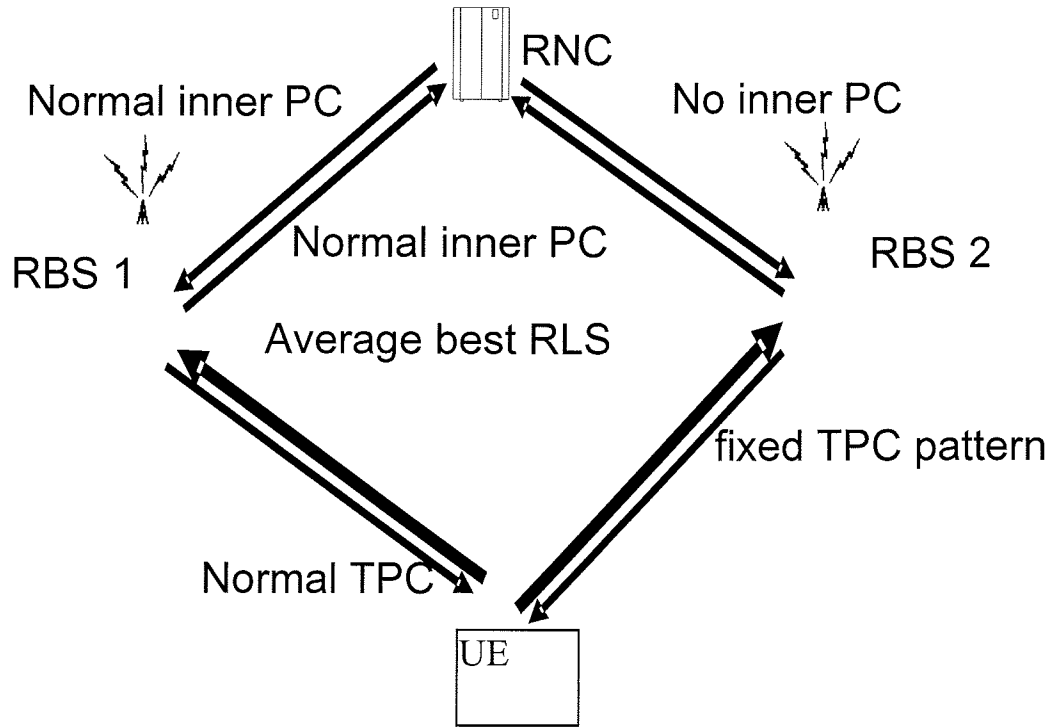 RNC
Normal inner PC
No inner PC
Normal inner PC
RBS 1
RBS 2
Average best RLS
fixed TPC pattern
Normal TPC
UE